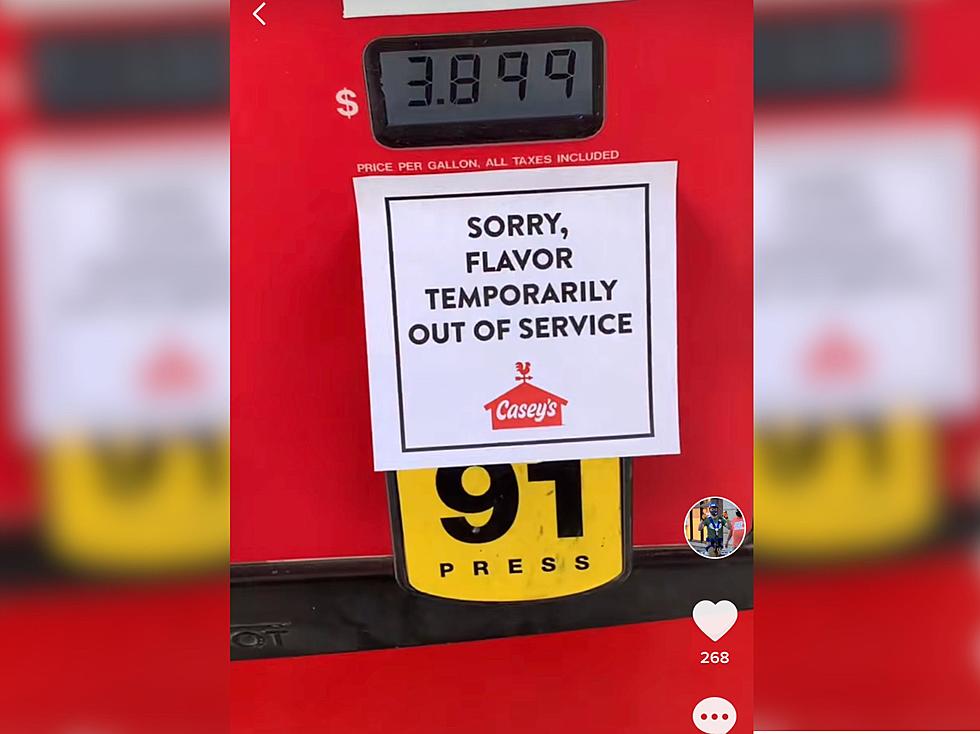 $ 3.899
PRICE PER GALLON, ALL TAXES INCLUDED
SORRY,
FLAVOR
TEMPORARILY
OUT OF SERVICE
Casey's
91
PRESS
268